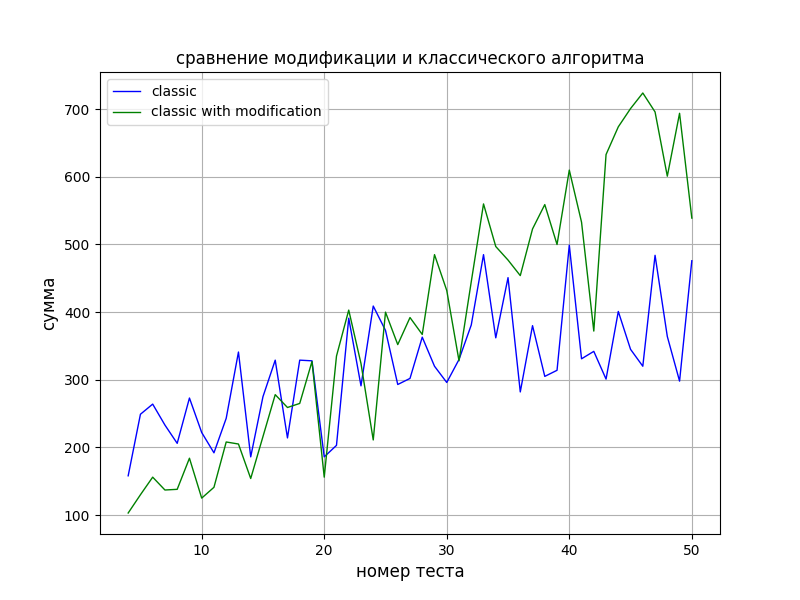 сравнение модификации и классического алгоритма
classic
classic with modification
700
600
500
400
300
200
100
сумма
10 20 30 40 50
номер теста